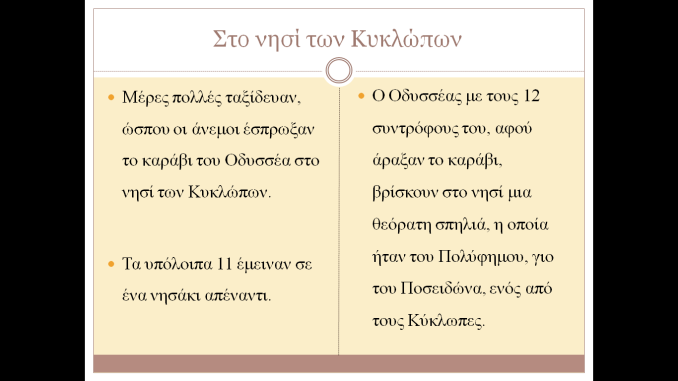 Στο νησί των Κυκλώπων
• Μέρες πολλές ταξίδευαν,
ώσπου οι άνεμοι έσπρωξαν
το καράβι του Οδυσσέα στο
νησί των Κυκλώπων.
• Τα υπόλοιπα 11 έμειναν σε
ένα νησάκι απέναντι.
• Ο Οδυσσέας με τους 12
συντρόφους του, αφού
άραξαν το καράβι,
βρίσκουν στο νησί μια
θεόρατη σπηλιά, η οποία
ήταν του Πολύφημου, γιο
του Ποσειδώνα, ενός από
τους Κύκλωπες.